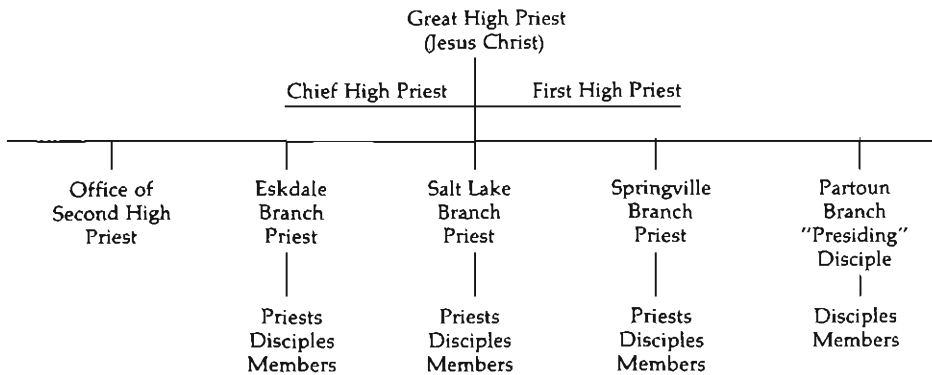 Great High Priest
(Jesus Christ)
Chief High Priest
First High Priest
Office of
Second High
Priest
Eskdale
Branch
Priest
Salt Lake
Branch
Priest
Springville
Branch
Priest
Partoun
Branch
"Presiding"
Disciple
Priests
Disciples
Members
Priests
Disciples
Members
Priests
Disciples
Members
Disciples
Members